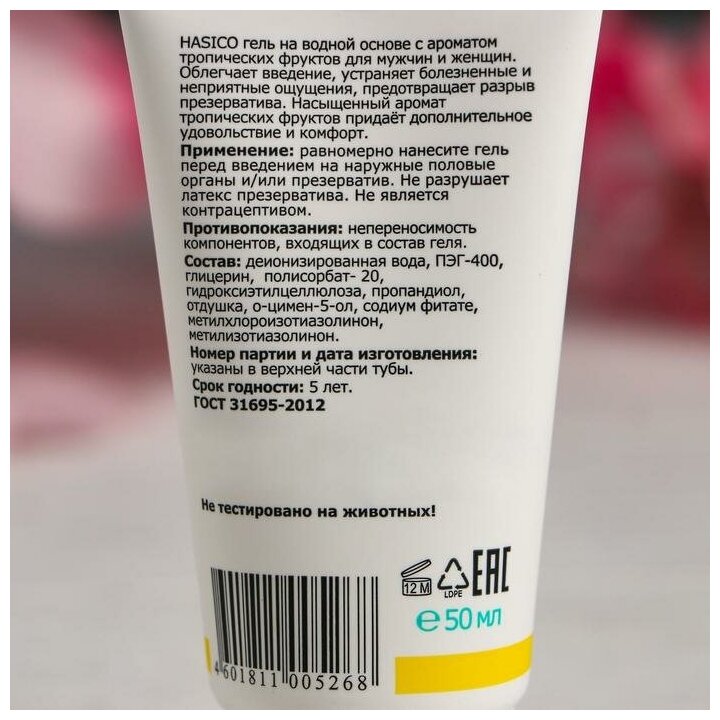 HASICO гель на водной основе с ароматом
тропических фруктов для мужчин и женщин.
Облегчает введение, устраняет болезненные и
неприятные ощущения, предотвращает разрыв
презерватива. Насыщенный аромат
тропических фруктов придаёт дополнительное
удовольствие и комфорт.
Применение: равномерно нанесите гель
перед введением на наружные половые
органы и/или презерватив. Не разрушает
латекс презерватива. Не является
контрацептивом.
Противопоказания: непереносимость
компонентов, входящих в состав геля.
Состав: деионизированная вода, ПЭГ-400,
глицерин, полисорбат- 20,
гидроксиэтилцеллюлоза, пропандиол,
отдушка, о-цимен-5-ол, содиум фитате,
метилхлороизотиазолинон,
метилизотиазолинон.
Номер партии и дата изготовления:
указаны в верхней части тубы.
Срок годности: 5 лет.
ГОСТ 31695-2012
Не тестировано на животных!
12 М
LDPE
EAC
℮ 50 МЛ
4 601811 005268